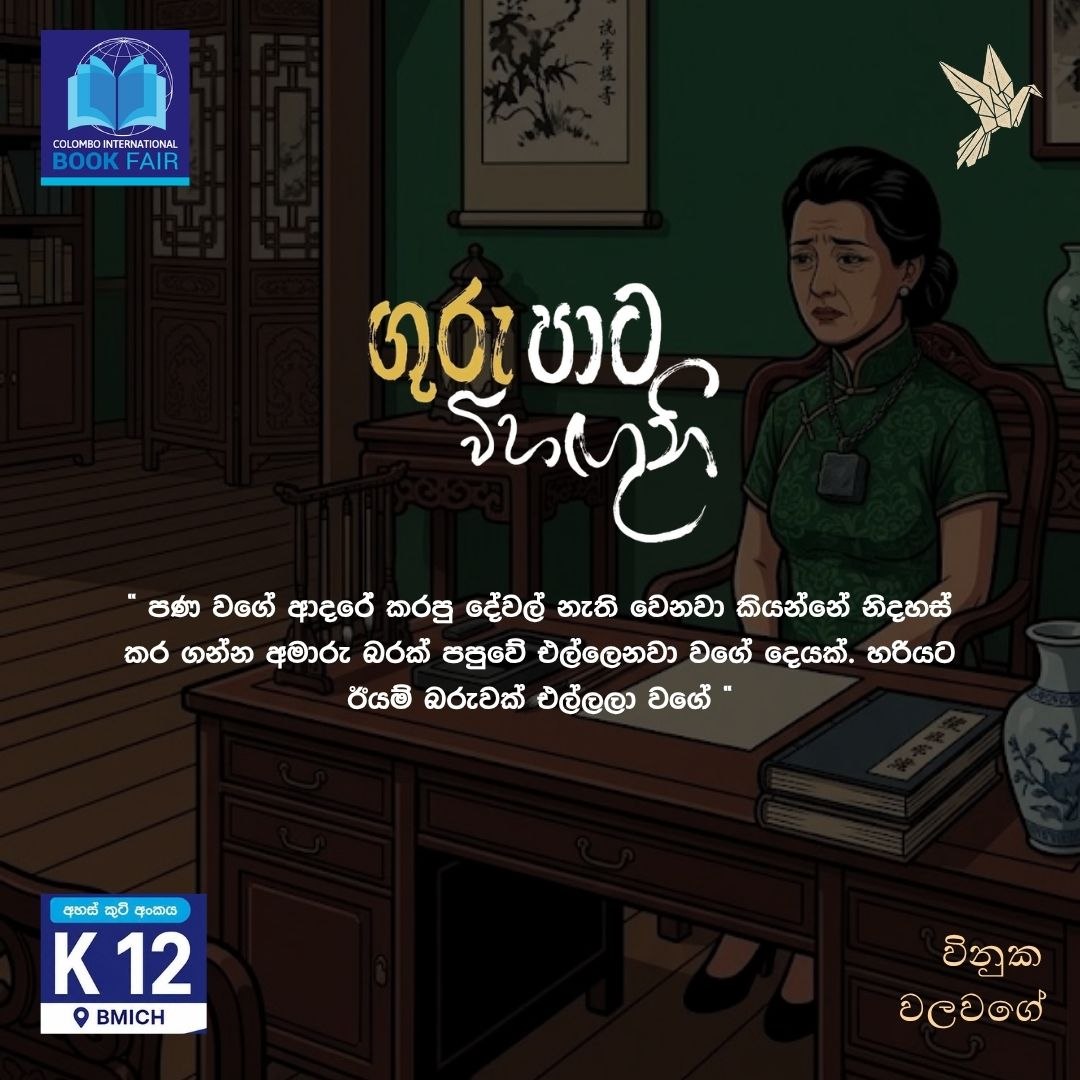 COLOMBO INTERNATIONAL
BOOK FAIR
ගුරු පාට
විහඟුනි
" පණ වගේ ආදරේ කරපු දේවල් නැති වෙනවා කියන්නේ නිදහස්
කර ගන්න අමාරු බරක් පපුවේ එල්ලෙනවා වගේ දෙයක්. හරියට
ඊයම් බරුවක් එල්ලලා වගේ "
අහස් කුටි අංකය
K 12
BMICH
විනුක
වලවගේ